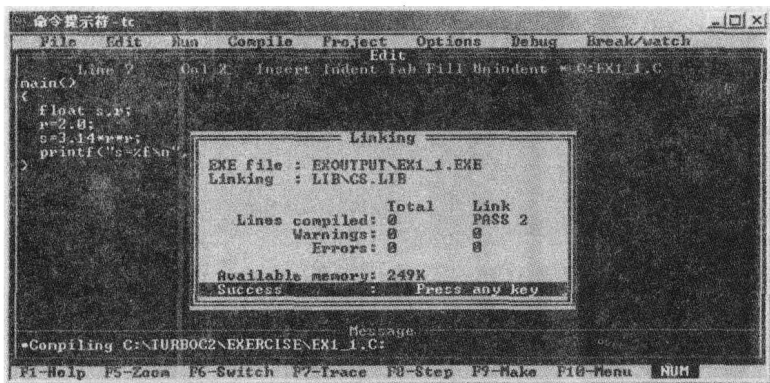 命令提示符 - tc
File Edit Run Compile Project Options Debug Break/watch
Edit
Line 7 Col 2 Insert Indent Tab Fill Unindent * C:EX1_1.C
main()
{
float s,r;
r=2.0;
s=3.14*r*r;
printf("s=%f\n",
}
Linking
EXE file : EXOUTPUT\EX1_1.EXE
Linking : LIB\CS.LIB
Total Link
Lines compiled: 0 PASS 2
Warnings: 0 0
Errors: 0 0
Available memory: 249K
Success : Press any key
Message
•Compiling C:\TURBOC2\EXERCISE\EX1_1.C:
F1-Help F5-Zoom F6-Switch F7-Trace F8-Step F9-Make F10-Menu NUM